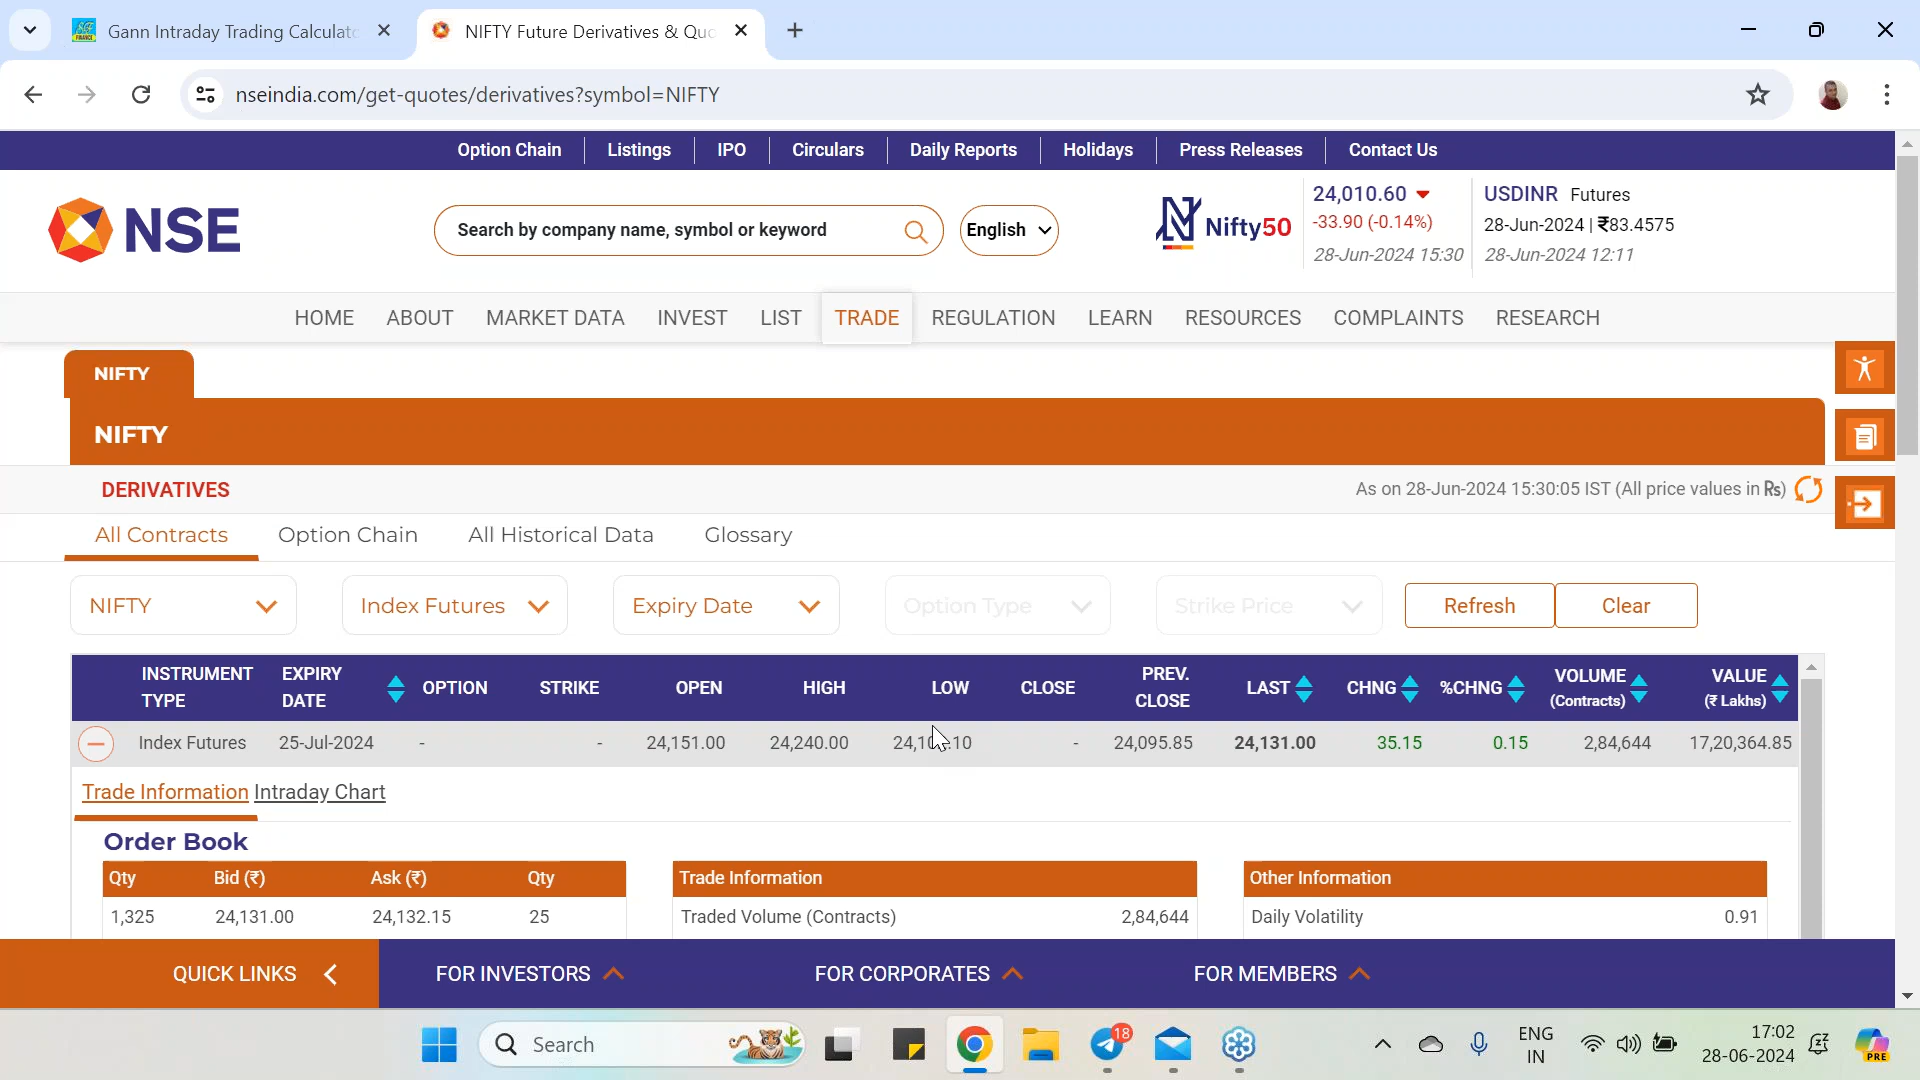 Gann Intraday Trading Calculat
NIFTY Future Derivatives & Quo
nseindia.com/get-quotes/derivatives?symbol=NIFTY
Option Chain Listings IPO Circulars Daily Reports Holidays Press Releases Contact Us
NSE
Search by company name, symbol or keyword
English
Nifty50
24,010.60
-33.90 (-0.14%)
28-Jun-2024 15:30
USDINR Futures
28-Jun-2024 | ₹83.4575
28-Jun-2024 12:11
HOME ABOUT MARKET DATA INVEST LIST TRADE REGULATION LEARN RESOURCES COMPLAINTS RESEARCH
NIFTY
NIFTY
DERIVATIVES
As on 28-Jun-2024 15:30:05 IST (All price values in ₨)
All Contracts Option Chain All Historical Data Glossary
NIFTY Index Futures Expiry Date Option Type Strike Price Refresh Clear
INSTRUMENT TYPE EXPIRY DATE OPTION STRIKE OPEN HIGH LOW CLOSE PREV. CLOSE LAST CHNG %CHNG VOLUME (Contracts) VALUE (₹ Lakhs)
Index Futures 25-Jul-2024 - - 24,151.00 24,240.00 - 24,095.85 24,131.00 35.15 0.15 2,84,644 17,20,364.85
Trade Information Intraday Chart
Order Book
Qty Bid (₹) Ask (₹) Qty
1,325 24,131.00 24,132.15 25
Trade Information
Traded Volume (Contracts) 2,84,644
Other Information
Daily Volatility 0.91
QUICK LINKS FOR INVESTORS FOR CORPORATES FOR MEMBERS
Search
18
ENG
IN
17:02
28-06-2024
PRE